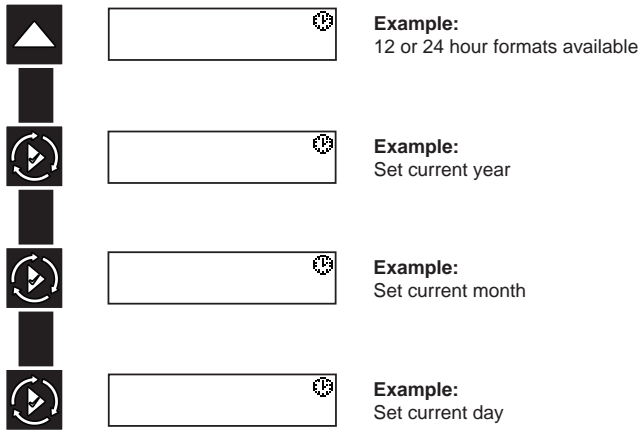 Example:
12 or 24 hour formats available
Example:
Set current year
Example:
Set current month
Example:
Set current day